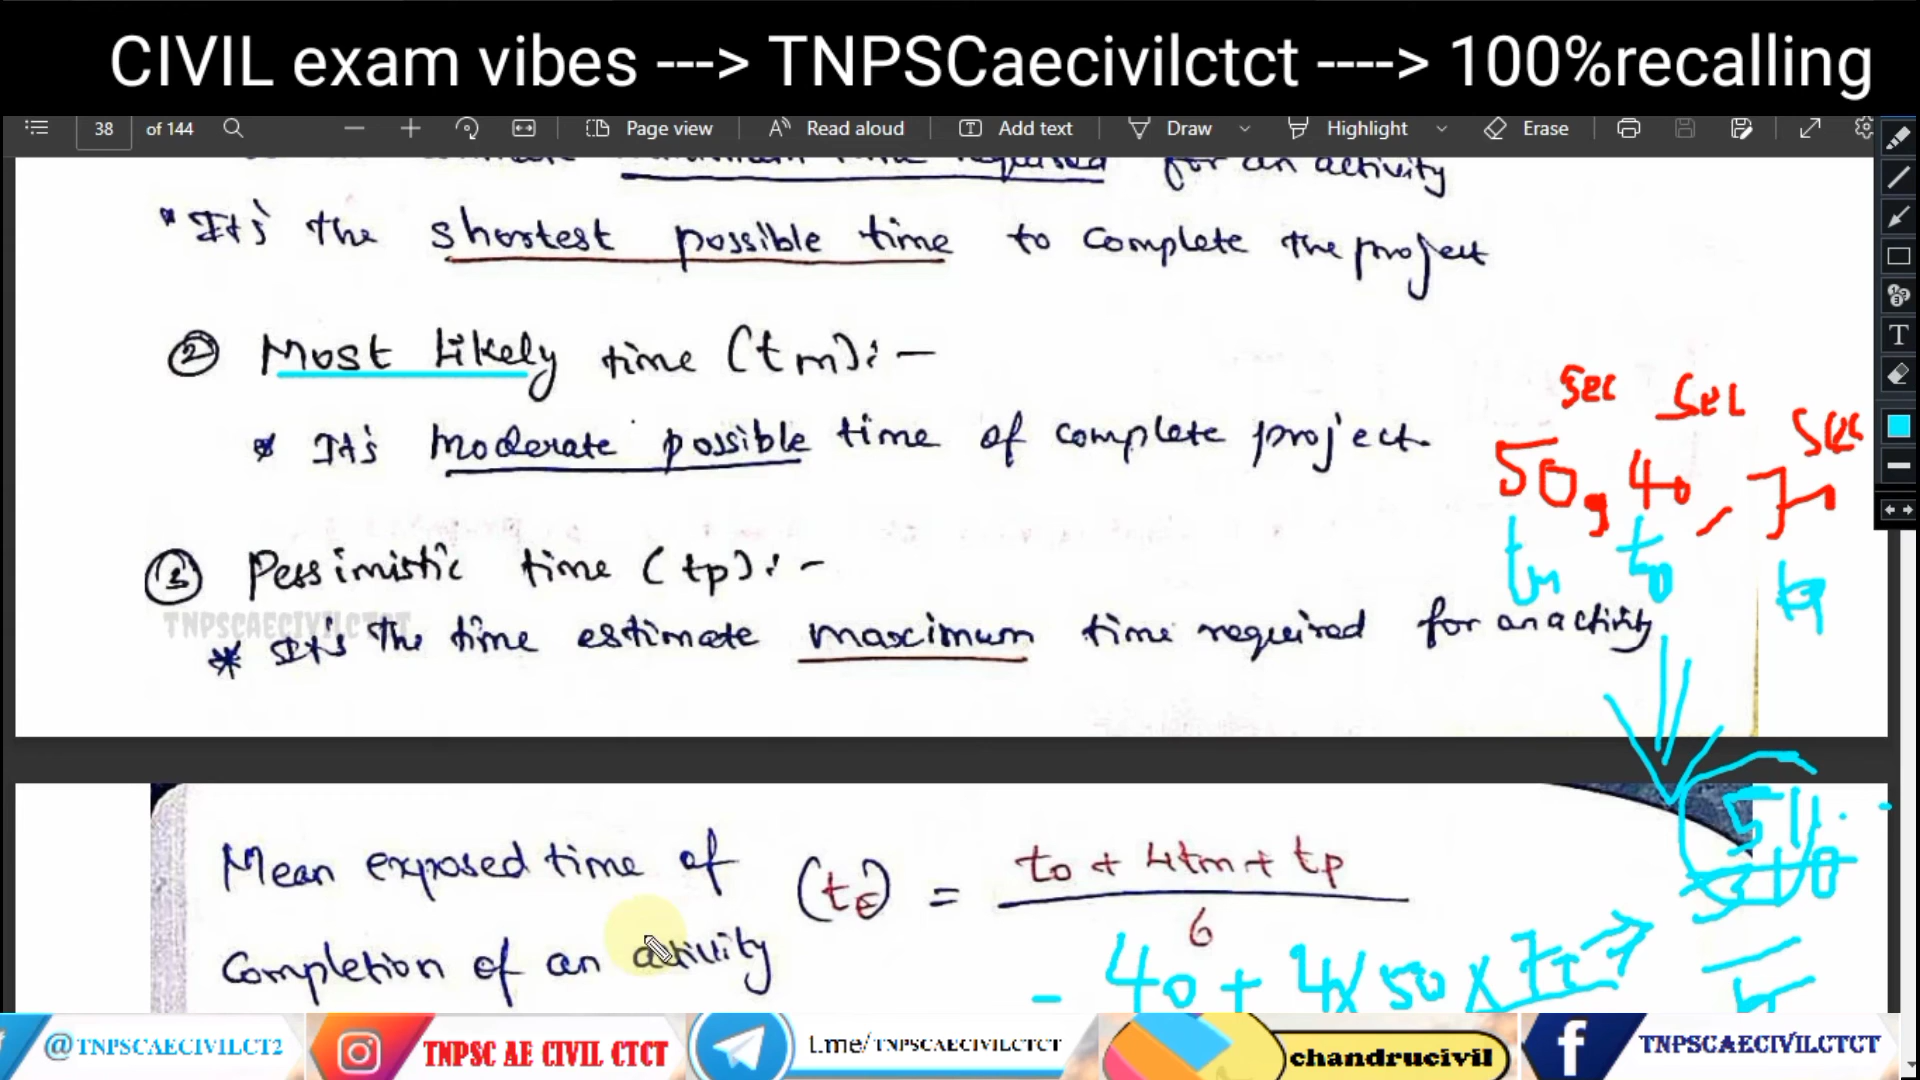 CIVIL exam vibes ---> TNPSCaecivilctct ----> 100%recalling
38 of 144 Page view Read aloud Add text Draw Highlight Erase
for an activity
* It's the shortest possible time to complete the project
② Most likely time (tm):-
* It's moderate possible time of complete project.
sec sec sec
50, 40, 70
tm to tp
③ Pessimistic time (tp):-
TNPSCAECIVILCTCT
* It's the time estimate maximum time required for an activity
Mean exposed time of
completion of an activity
(tE) = to + 4tm + tp
6
310
- 40 + 4x50 x 70
@TNPSCAECIVILCT2 TNPSC AE CIVIL CTCT t.me/TNPSCAECIVILCTCT chandrucivil TNPSCAECIVILCTCT